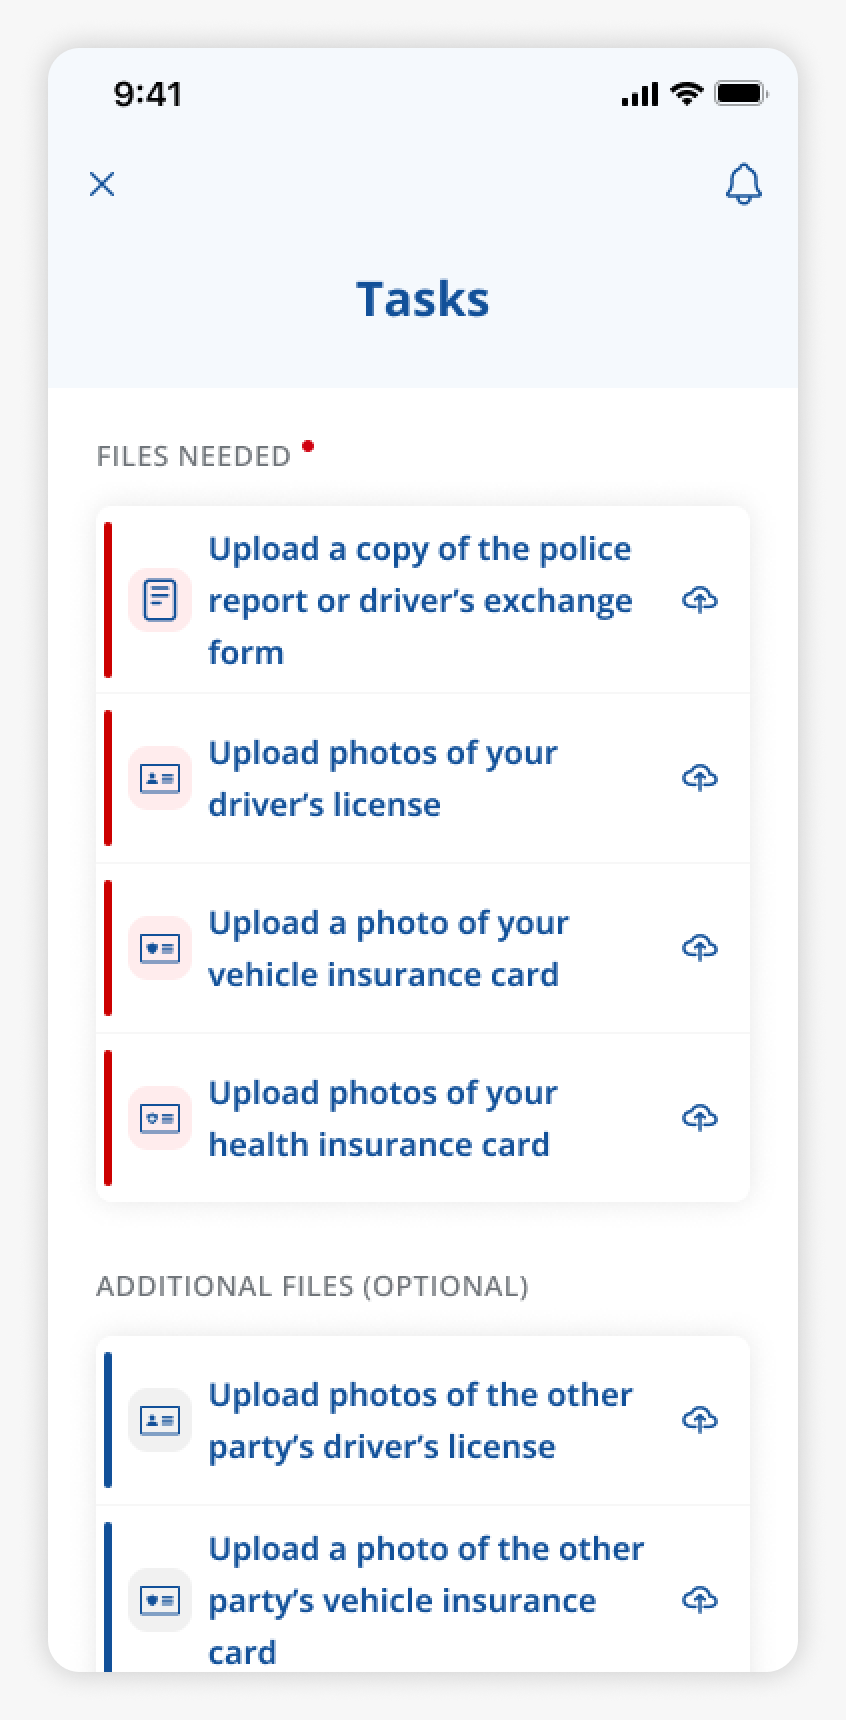 9:41
Tasks
FILES NEEDED
Upload a copy of the police
report or driver’s exchange
form
Upload photos of your
driver’s license
Upload a photo of your
vehicle insurance card
Upload photos of your
health insurance card
ADDITIONAL FILES (OPTIONAL)
Upload photos of the other
party’s driver’s license
Upload a photo of the other
party’s vehicle insurance
card